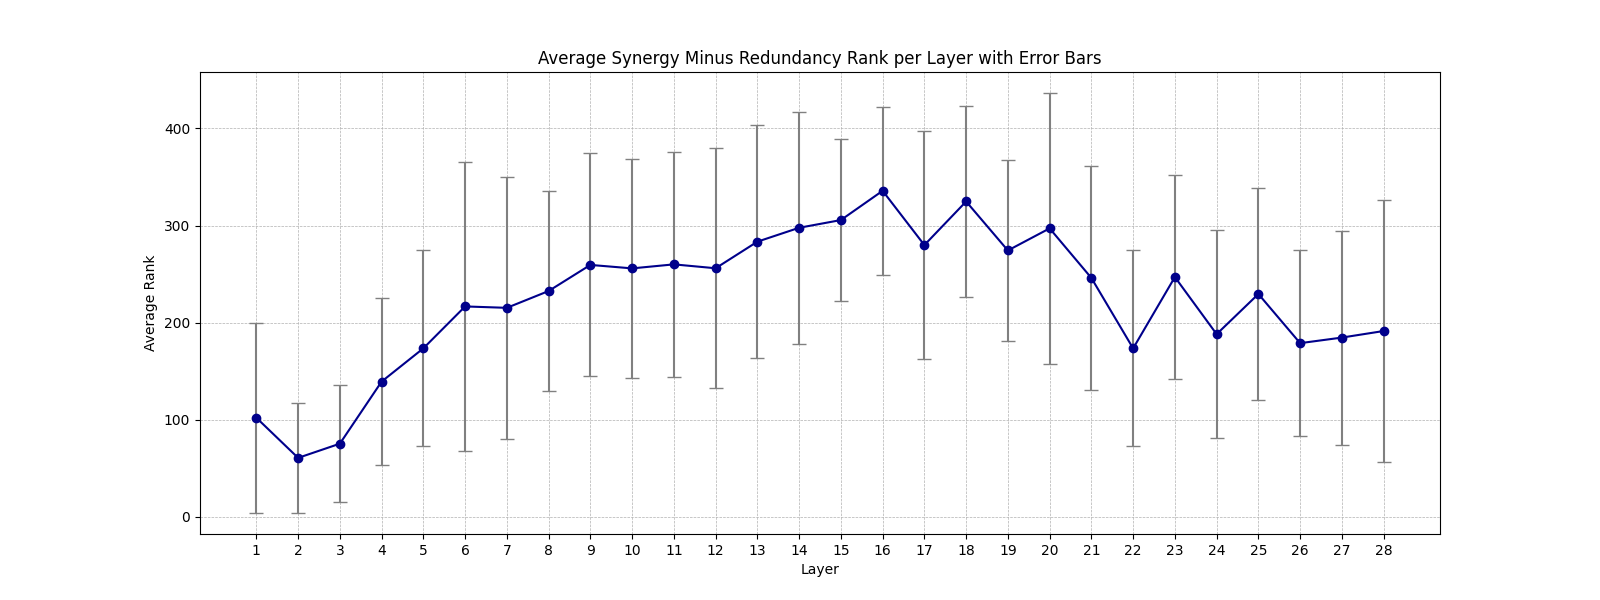 Average Synergy Minus Redundancy Rank per Layer with Error Bars
Average Rank
400
300
200
100
0
1 2 3 4 5 6 7 8 9 10 11 12 13 14 15 16 17 18 19 20 21 22 23 24 25 26 27 28
Layer